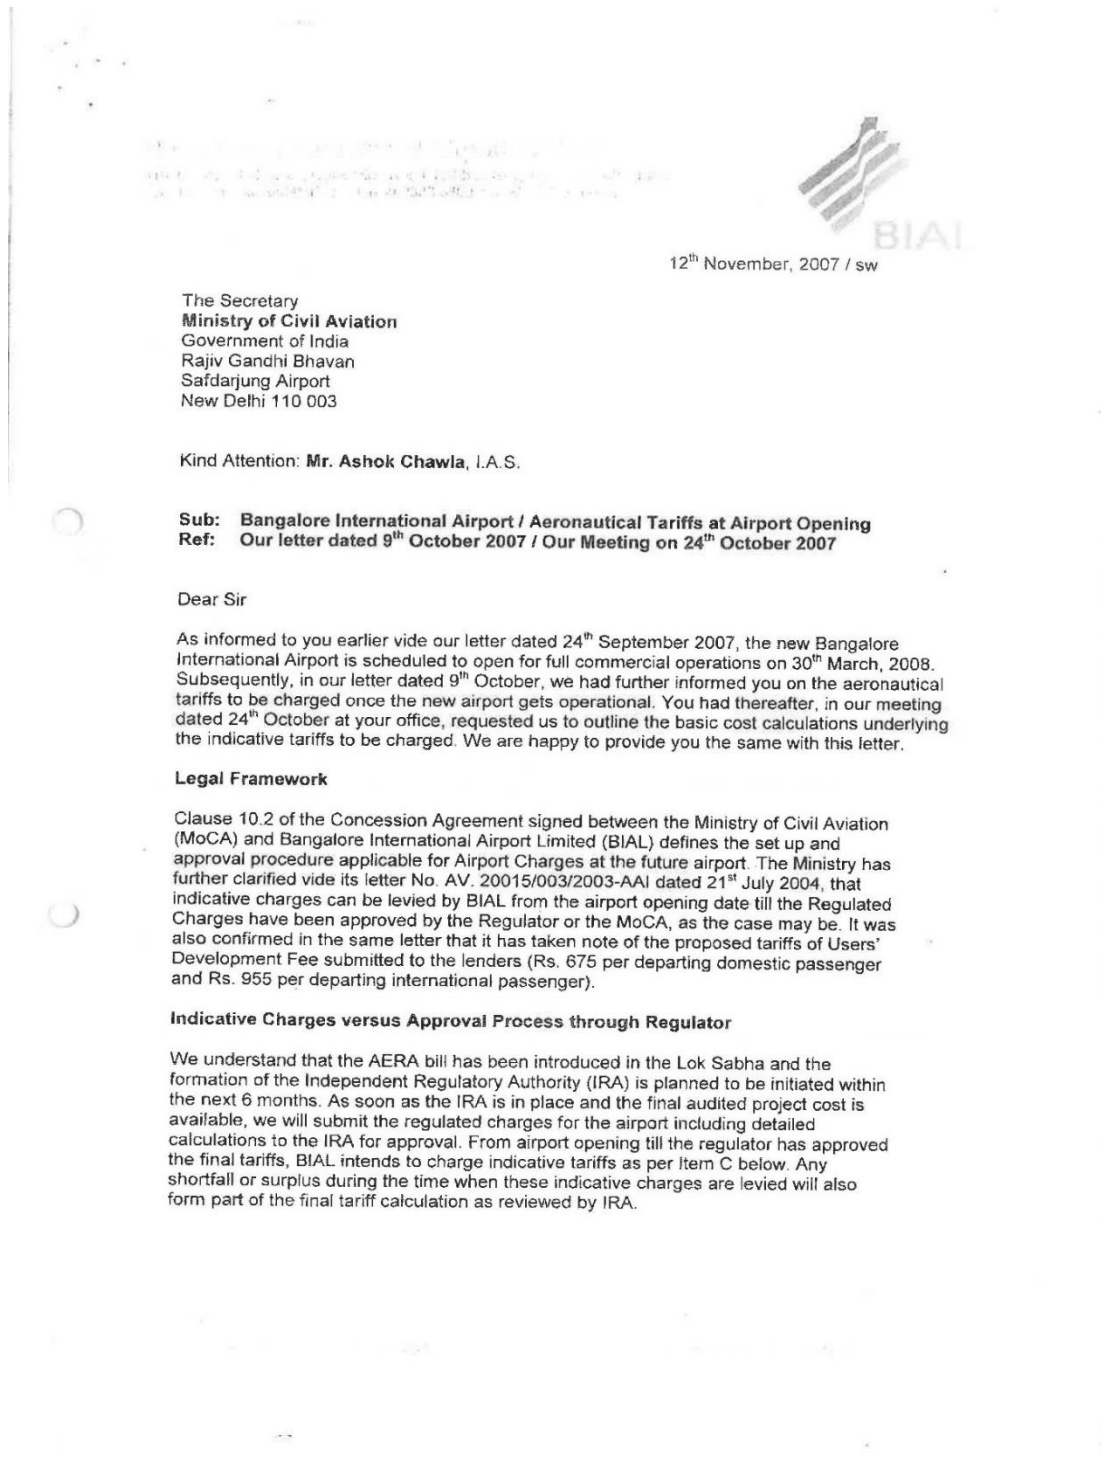 BIAL
12th November, 2007 / sw
The Secretary
Ministry of Civil Aviation
Government of India
Rajiv Gandhi Bhavan
Safdarjung Airport
New Delhi 110 003
Kind Attention: Mr. Ashok Chawla, I.A.S.
Sub: Bangalore International Airport / Aeronautical Tariffs at Airport Opening
Ref: Our letter dated 9th October 2007 / Our Meeting on 24th October 2007
Dear Sir
As informed to you earlier vide our letter dated 24th September 2007, the new Bangalore
International Airport is scheduled to open for full commercial operations on 30th March, 2008.
Subsequently, in our letter dated 9th October, we had further informed you on the aeronautical
tariffs to be charged once the new airport gets operational. You had thereafter, in our meeting
dated 24th October at your office, requested us to outline the basic cost calculations underlying
the indicative tariffs to be charged. We are happy to provide you the same with this letter.
Legal Framework
Clause 10.2 of the Concession Agreement signed between the Ministry of Civil Aviation
(MoCA) and Bangalore International Airport Limited (BIAL) defines the set up and
approval procedure applicable for Airport Charges at the future airport. The Ministry has
further clarified vide its letter No. AV. 20015/003/2003-AAI dated 21st July 2004, that
indicative charges can be levied by BIAL from the airport opening date till the Regulated
Charges have been approved by the Regulator or the MoCA, as the case may be. It was
also confirmed in the same letter that it has taken note of the proposed tariffs of Users'
Development Fee submitted to the lenders (Rs. 675 per departing domestic passenger
and Rs. 955 per departing international passenger).
Indicative Charges versus Approval Process through Regulator
We understand that the AERA bill has been introduced in the Lok Sabha and the
formation of the Independent Regulatory Authority (IRA) is planned to be initiated within
the next 6 months. As soon as the IRA is in place and the final audited project cost is
available, we will submit the regulated charges for the airport including detailed
calculations to the IRA for approval. From airport opening till the regulator has approved
the final tariffs, BIAL intends to charge indicative tariffs as per Item C below. Any
shortfall or surplus during the time when these indicative charges are levied will also
form part of the final tariff calculation as reviewed by IRA.